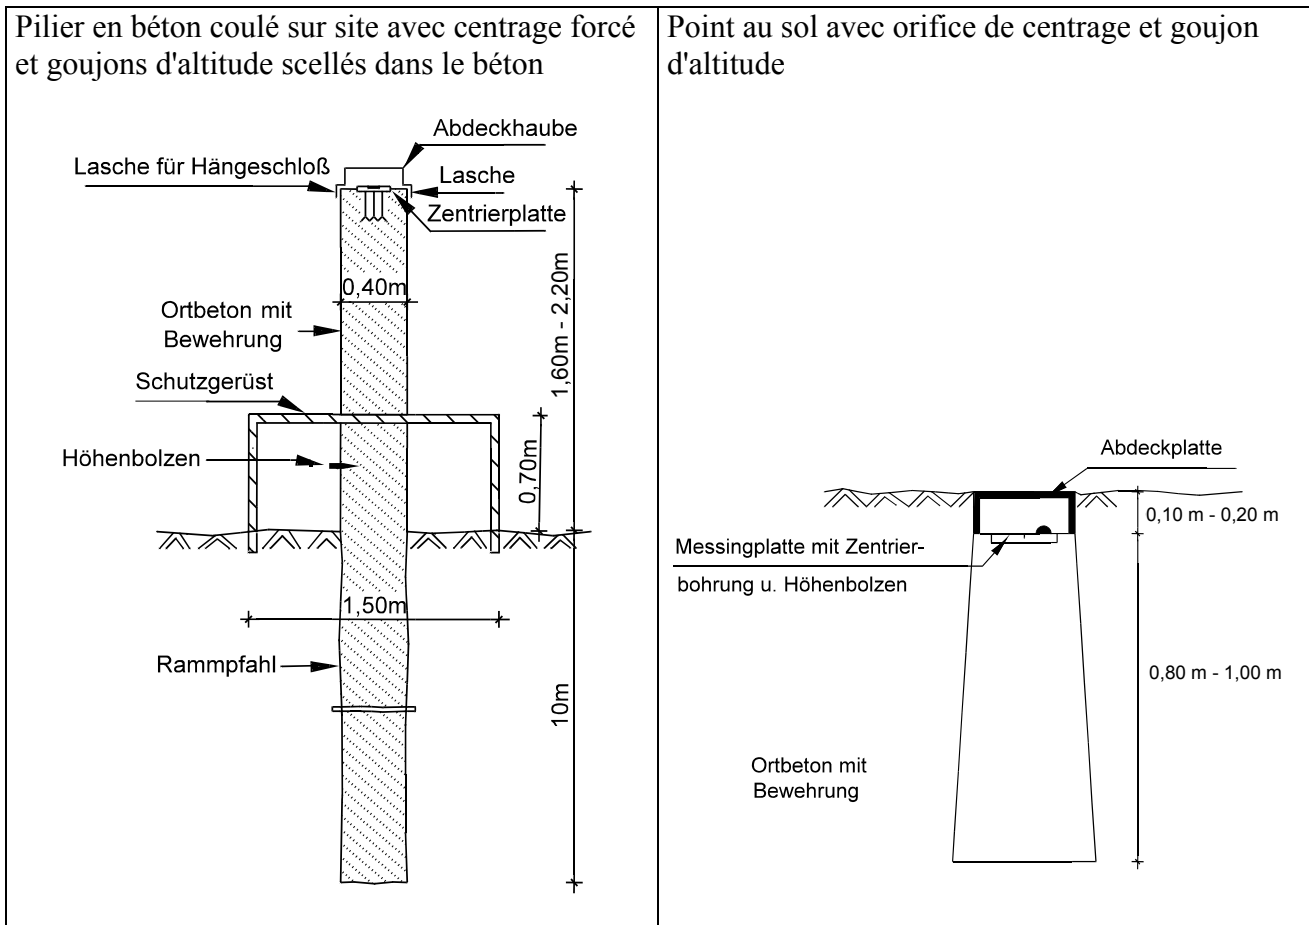 Pilier en béton coulé sur site avec centrage forcé
et goujons d'altitude scellés dans le béton
Abdeckhaube
Lasche für Hängeschloß
Lasche
Zentrierplatte
0,40m
1,60m - 2,20m
Ortbeton mit
Bewehrung
Schutzgerüst
Höhenbolzen
0,70m
1,50m
Rammpfahl
10m
Point au sol avec orifice de centrage et goujon
d'altitude
Abdeckplatte
0,10 m - 0,20 m
Messingplatte mit Zentrier-
bohrung u. Höhenbolzen
0,80 m - 1,00 m
Ortbeton mit
Bewehrung